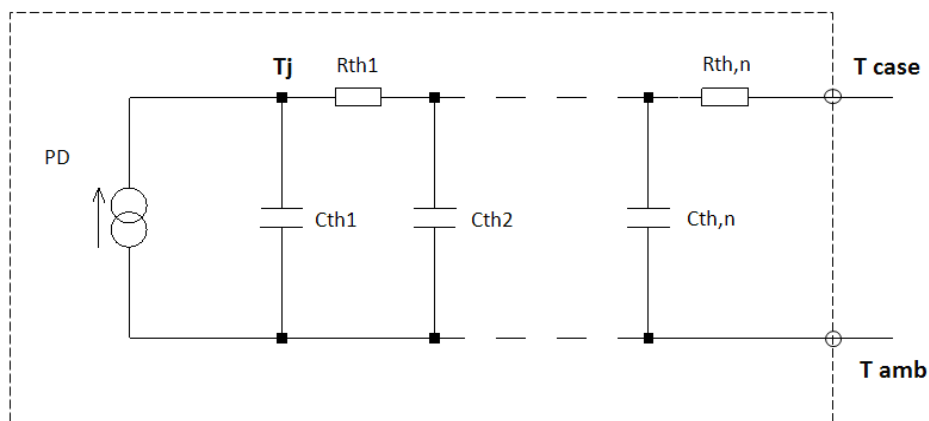 Tj
Rth1
Rth,n
T case
PD
Cth1
Cth2
Cth,n
T amb